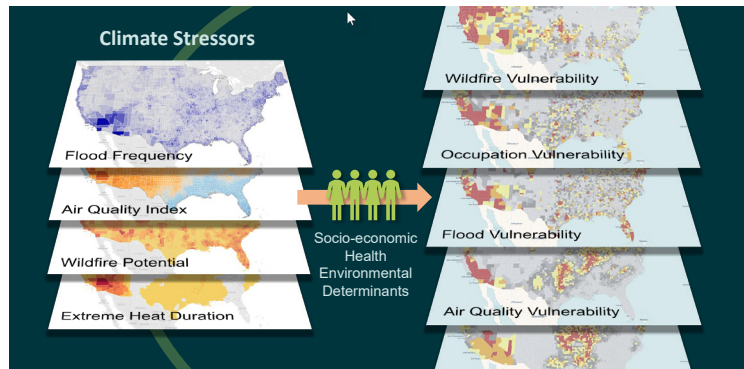 Climate Stressors
Flood Frequency
Air Quality Index
Wildfire Potential
Extreme Heat Duration
Socio-economic
Health
Environmental
Determinants
Wildfire Vulnerability
Occupation Vulnerability
Flood Vulnerability
Air Quality Vulnerability